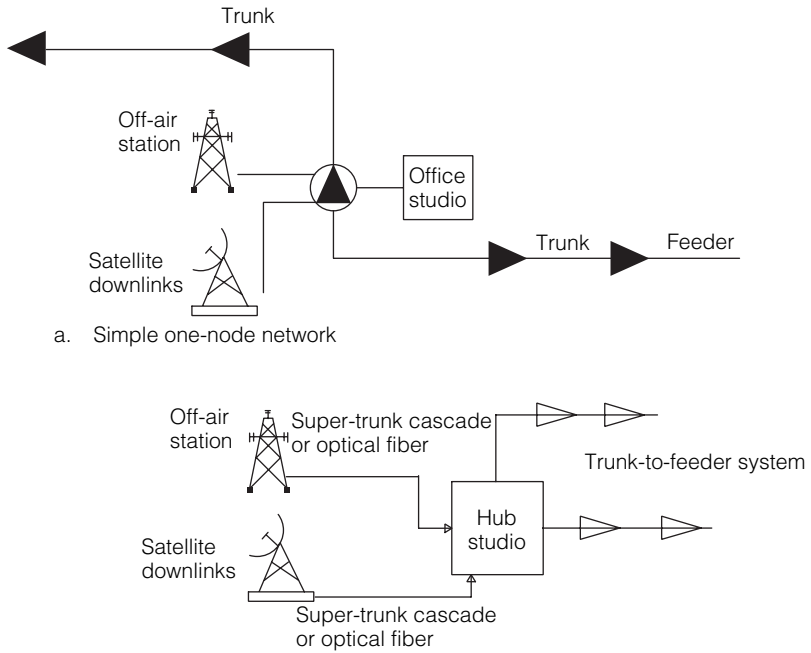 Trunk
Off-air
station
Office
studio
Trunk
Feeder
Satellite
downlinks
a. Simple one-node network
Off-air
station
Super-trunk cascade
or optical fiber
Trunk-to-feeder system
Hub
studio
Satellite
downlinks
Super-trunk cascade
or optical fiber